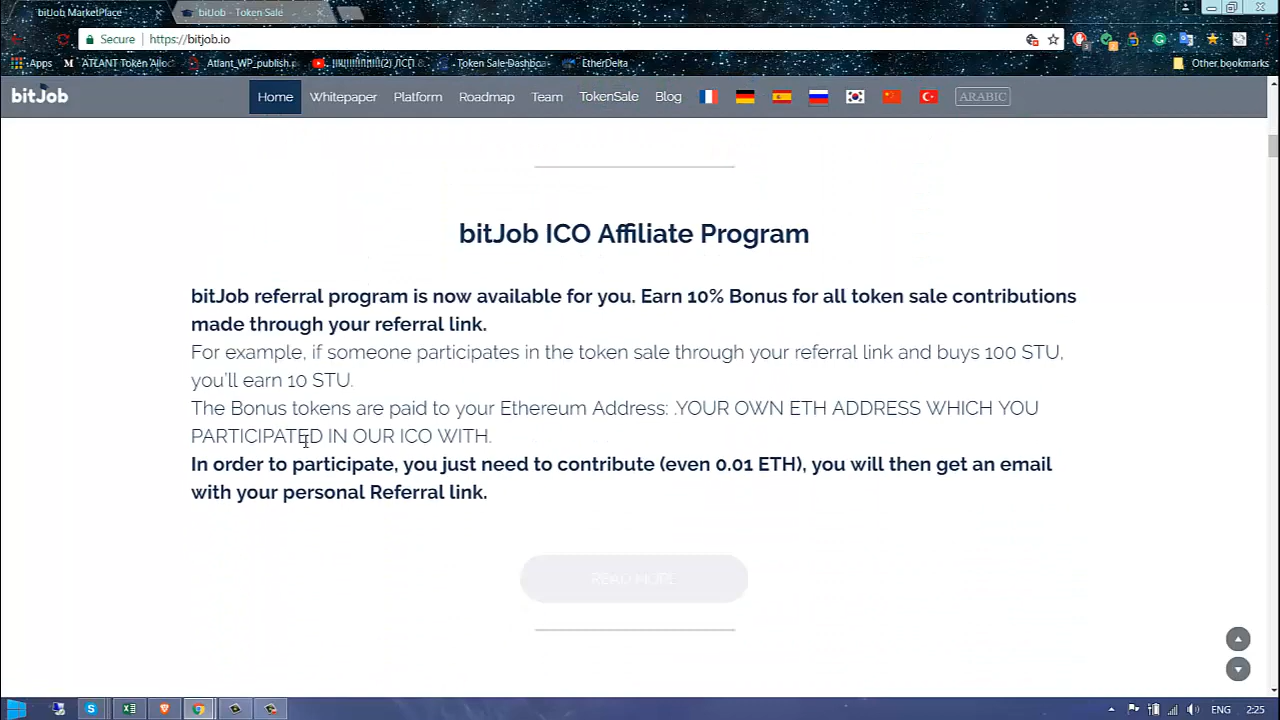 bitJob MarketPlace
bitJob - Token Sale
Secure https://bitjob.io
Apps
ATLANT Token Alloc
Atlant_WP_publish.p
(2) ЛСП
Token Sale-Dashboa
EtherDelta
Other bookmarks
bitJob
Home
Whitepaper
Platform
Roadmap
Team
TokenSale
Blog
ARABIC
bitJob ICO Affiliate Program
bitJob referral program is now available for you. Earn 10% Bonus for all token sale contributions
made through your referral link.
For example, if someone participates in the token sale through your referral link and buys 100 STU,
you'll earn 10 STU.
The Bonus tokens are paid to your Ethereum Address: .YOUR OWN ETH ADDRESS WHICH YOU
PARTICIPATED IN OUR ICO WITH.
In order to participate, you just need to contribute (even 0.01 ETH), you will then get an email
with your personal Referral link.
READ MORE
ENG
2:25